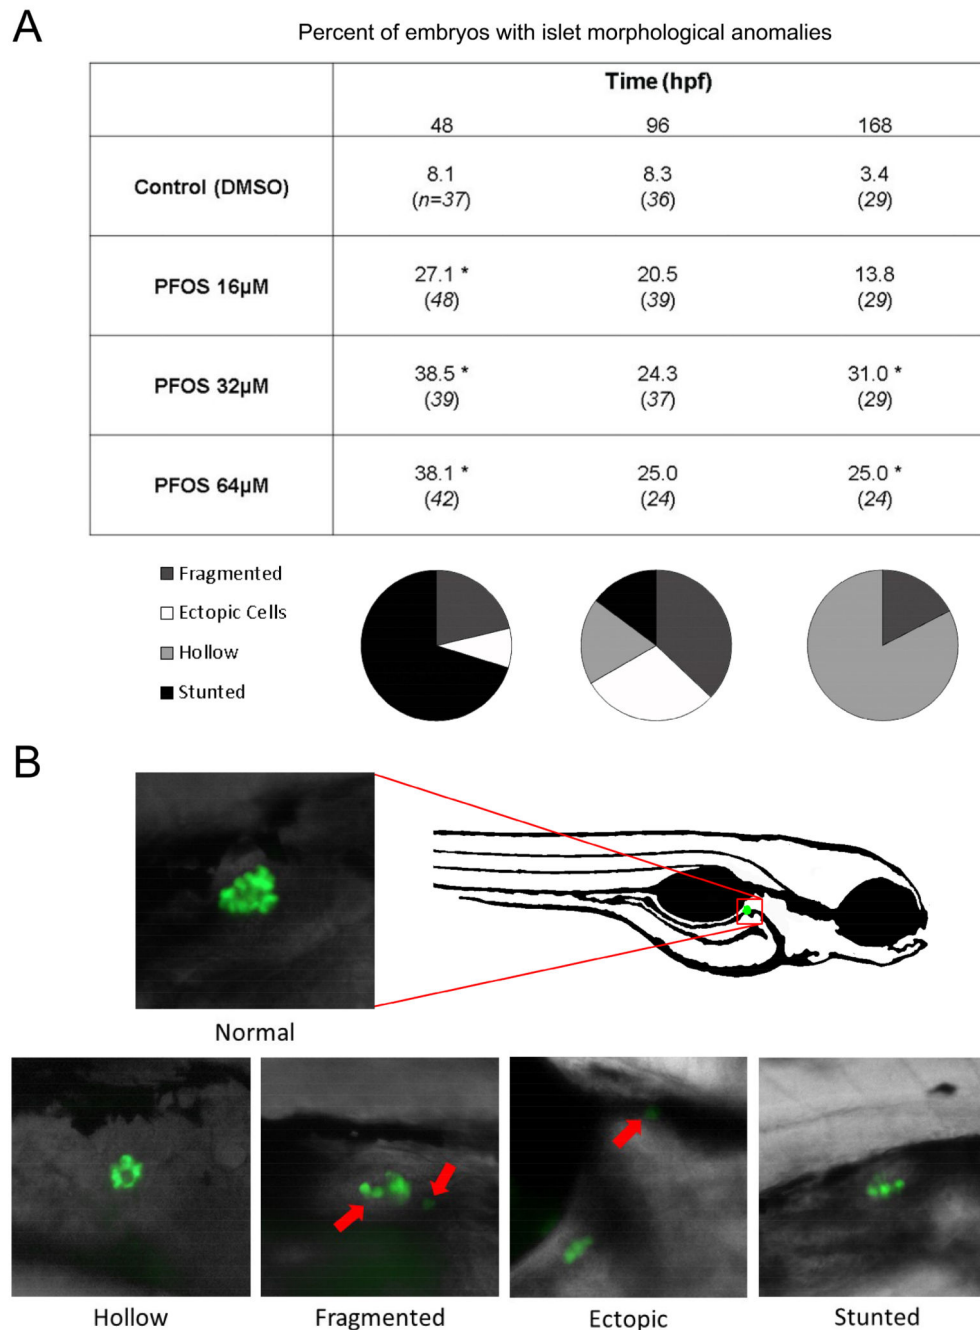 A
Percent of embryos with islet morphological anomalies
Time (hpf)
48 96 168
Control (DMSO) 8.1 8.3 3.4
(n=37) (36) (29)
PFOS 16µM 27.1 * 20.5 13.8
(48) (39) (29)
PFOS 32µM 38.5 * 24.3 31.0 *
(39) (37) (29)
PFOS 64µM 38.1 * 25.0 25.0 *
(42) (24) (24)
Fragmented
Ectopic Cells
Hollow
Stunted
B
Normal
Hollow Fragmented Ectopic Stunted